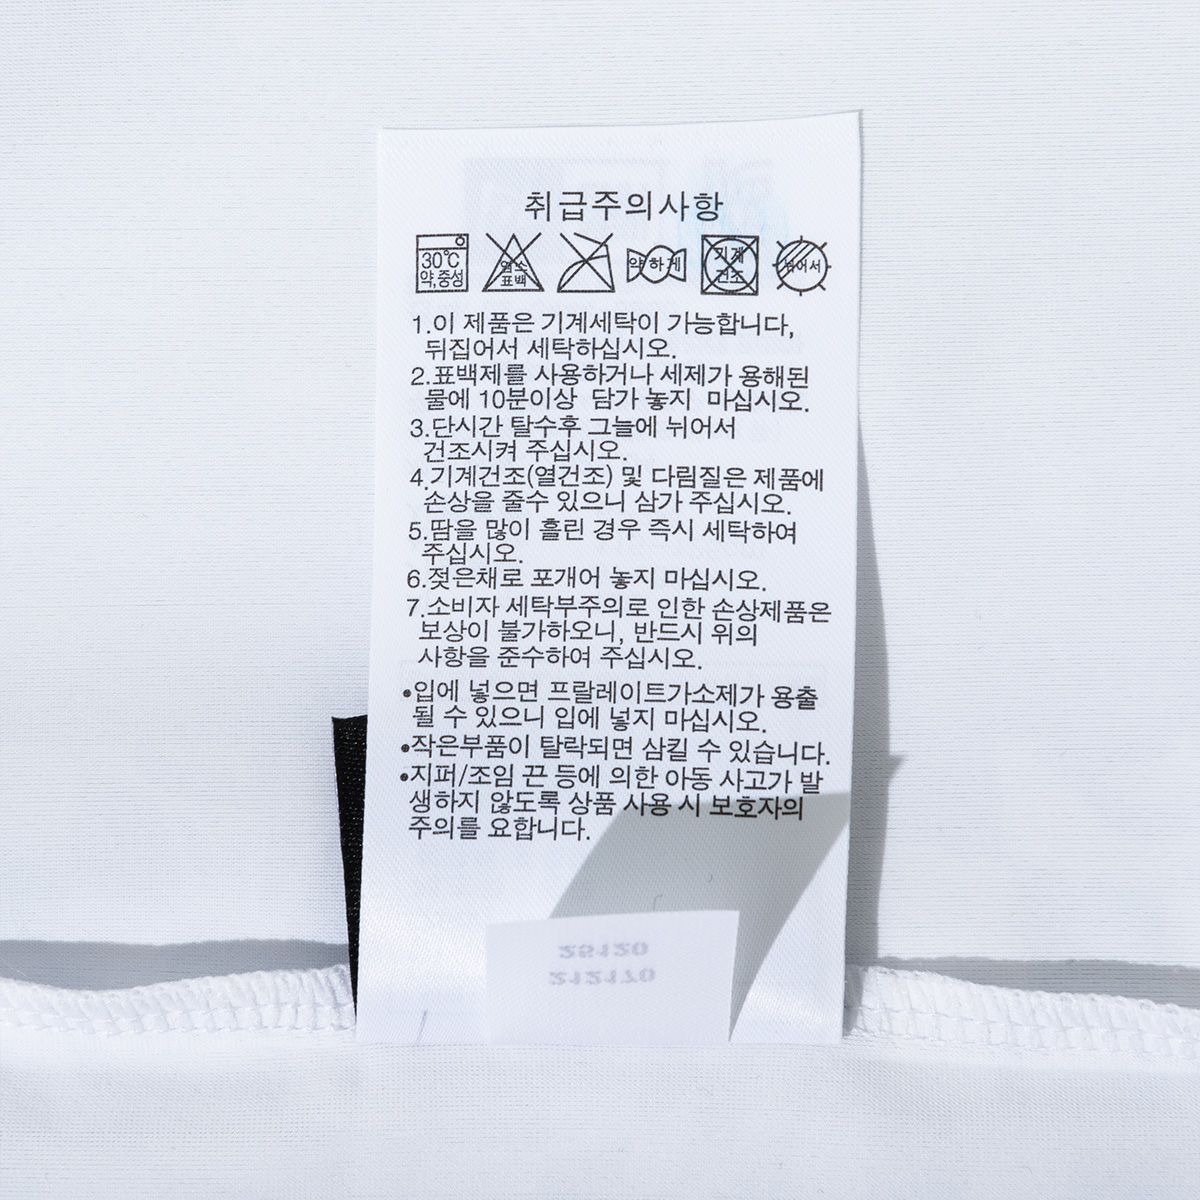 취급주의사항
30℃ 약,중성 염소 표백 약하게 기계 건조 뉘어서
1.이 제품은 기계세탁이 가능합니다,
뒤집어서 세탁하십시오.
2.표백제를 사용하거나 세제가 용해된
물에 10분이상 담가 놓지 마십시오.
3.단시간 탈수후 그늘에 뉘어서
건조시켜 주십시오.
4.기계건조(열건조) 및 다림질은 제품에
손상을 줄수 있으니 삼가 주십시오.
5.땀을 많이 흘린 경우 즉시 세탁하여
주십시오.
6.젖은채로 포개어 놓지 마십시오.
7.소비자 세탁부주의로 인한 손상제품은
보상이 불가하오니, 반드시 위의
사항을 준수하여 주십시오.
•입에 넣으면 프탈레이트가소제가 용출
될 수 있으니 입에 넣지 마십시오.
•작은부품이 탈락되면 삼킬 수 있습니다.
•지퍼/조임 끈 등에 의한 아동 사고가 발
생하지 않도록 상품 사용 시 보호자의
주의를 요합니다.
25120
212170